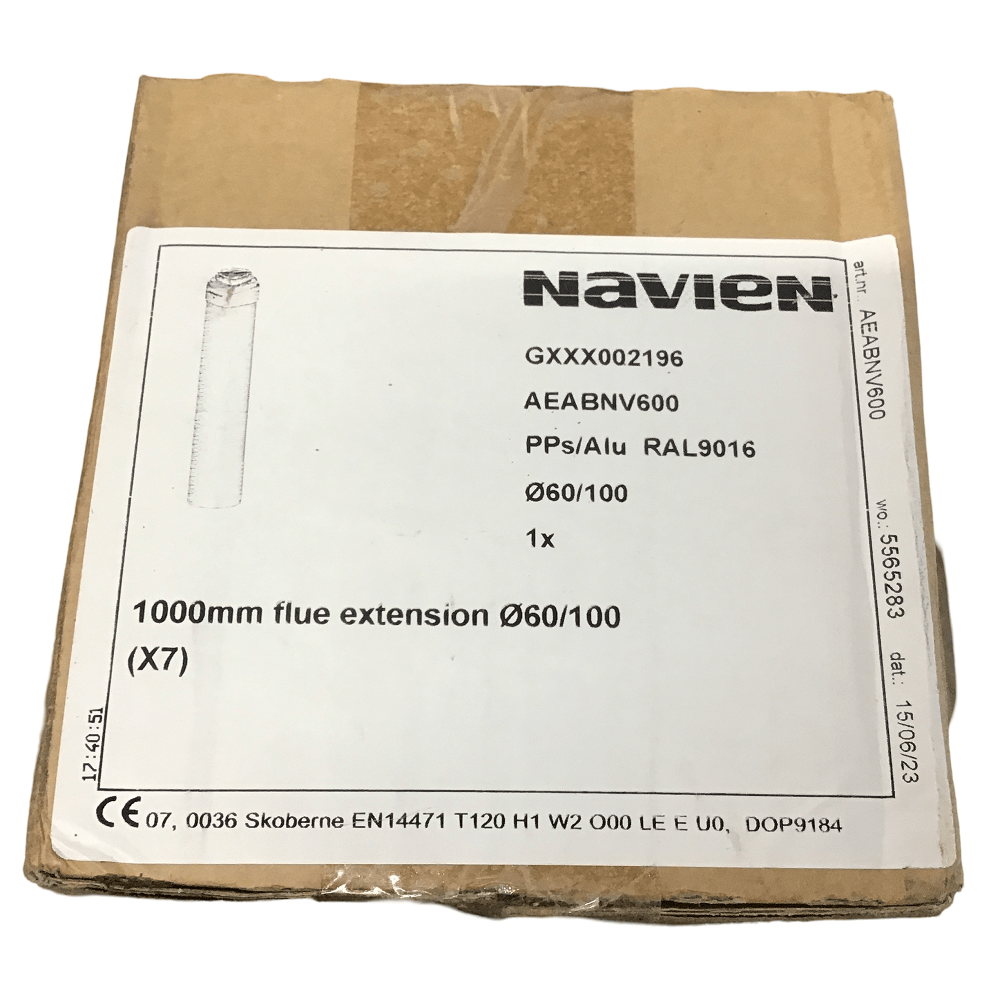 NAVIEN
GXXX002196
AEABNV600
PPs/Alu RAL9016
Ø60/100
1x
1000mm flue extension Ø60/100
(X7)
17:40:51
art.nr.: AEABNV600 wo.: 5565283 dat.: 15/06/23
CE 07, 0036 Skoberne EN14471 T120 H1 W2 O00 LE E U0, DOP9184